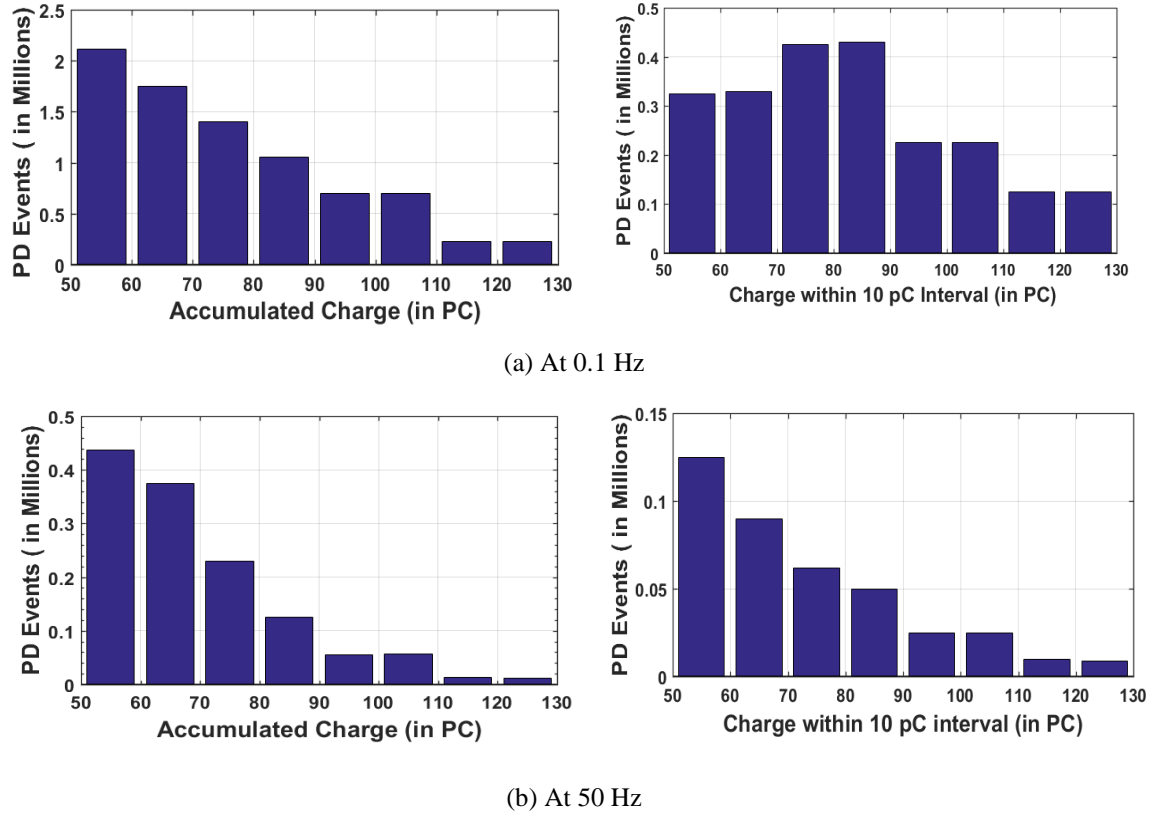 PD Events ( in Millions)
2.5
2
1.5
1
0.5
0
50 60 70 80 90 100 110 120 130
Accumulated Charge (in PC)
PD Events ( in Millions)
0.5
0.4
0.3
0.2
0.1
0
50 60 70 80 90 100 110 120 130
Charge within 10 pC Interval (in PC)
(a) At 0.1 Hz
PD Events ( in Millions)
0.5
0.4
0.3
0.2
0.1
0
50 60 70 80 90 100 110 120 130
Accumulated Charge (in PC)
PD Events ( in Millions)
0.15
0.1
0.05
0
50 60 70 80 90 100 110 120 130
Charge within 10 pC interval (in PC)
(b) At 50 Hz